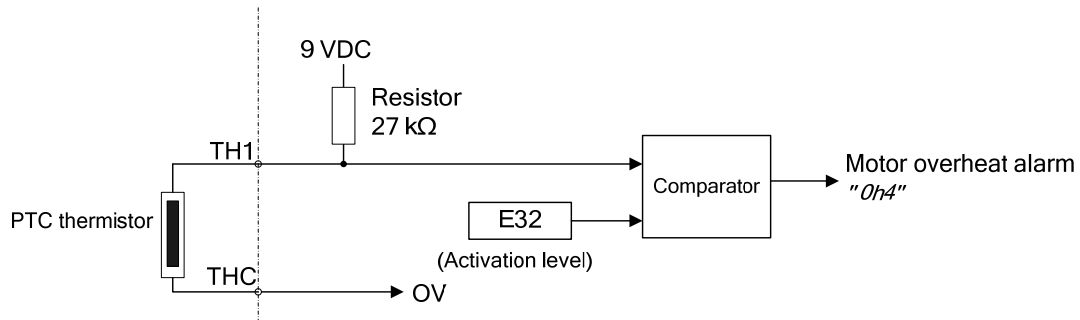 9 VDC
Resistor
27 kΩ
TH1
PTC thermistor
THC
0V
E32
(Activation level)
Comparator
Motor overheat alarm
"0h4"